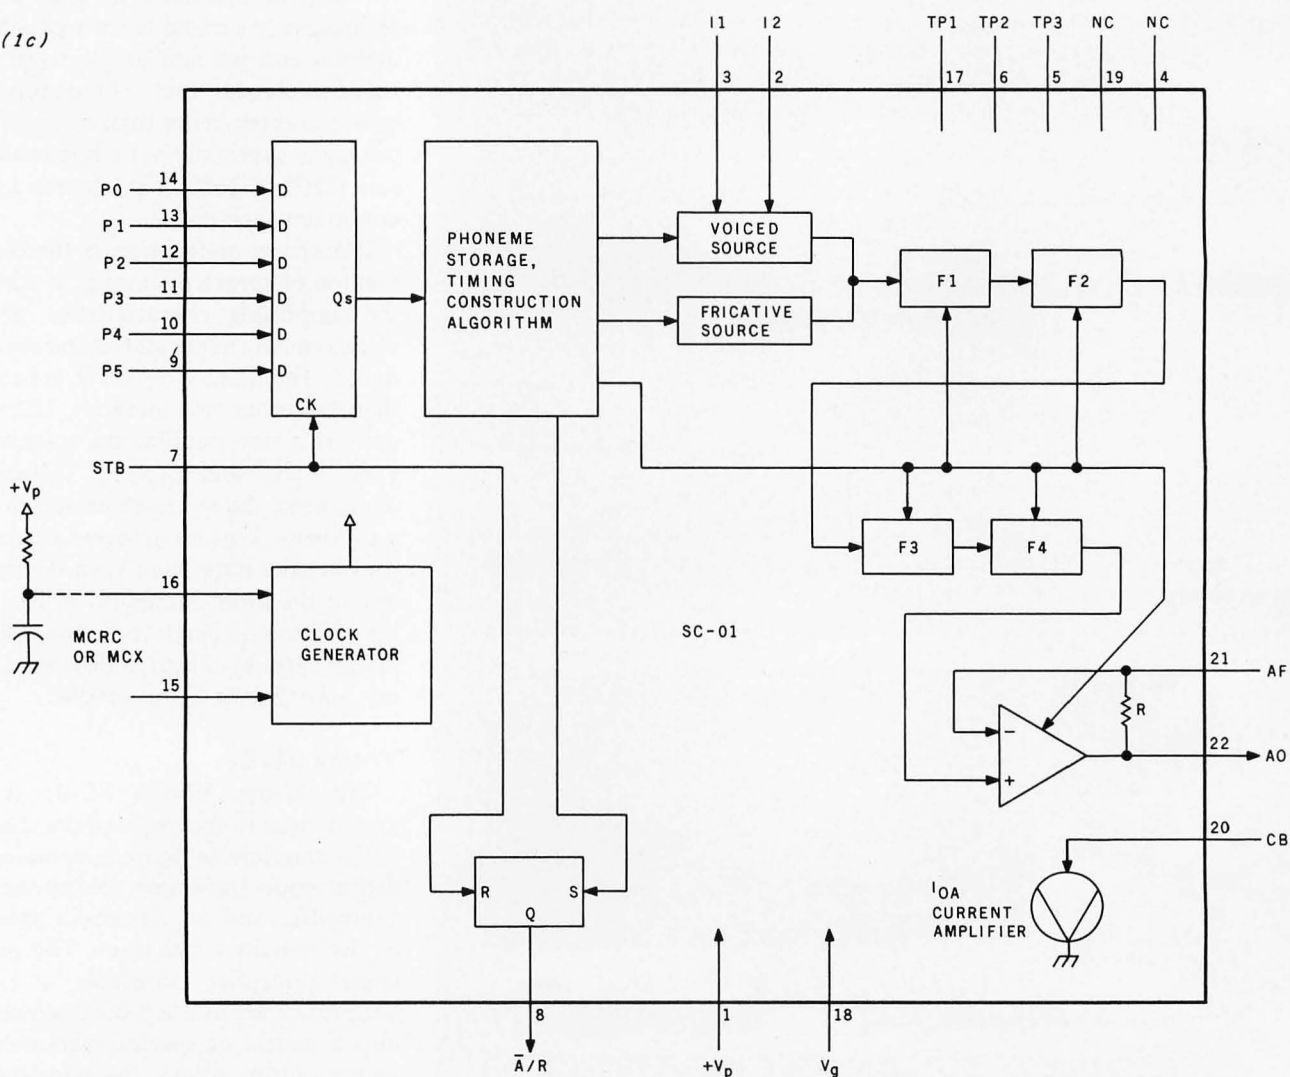 (1c)
I1 I2 TP1 TP2 TP3 NC NC
3 2 17 6 5 19 4
P0 14 D
P1 13 D
P2 12 D
P3 11 D
P4 10 D
P5 9 D
Qs
CK
PHONEME
STORAGE,
TIMING
CONSTRUCTION
ALGORITHM
VOICED
SOURCE
FRICATIVE
SOURCE
F1 F2
F3 F4
STB 7
+Vp
16
MCRC
OR MCX
15
CLOCK
GENERATOR
SC-01
21 AF
R
−
+
22 AO
20 CB
IOA
CURRENT
AMPLIFIER
R S
Q
8 1 18
A̅/R +Vp Vg